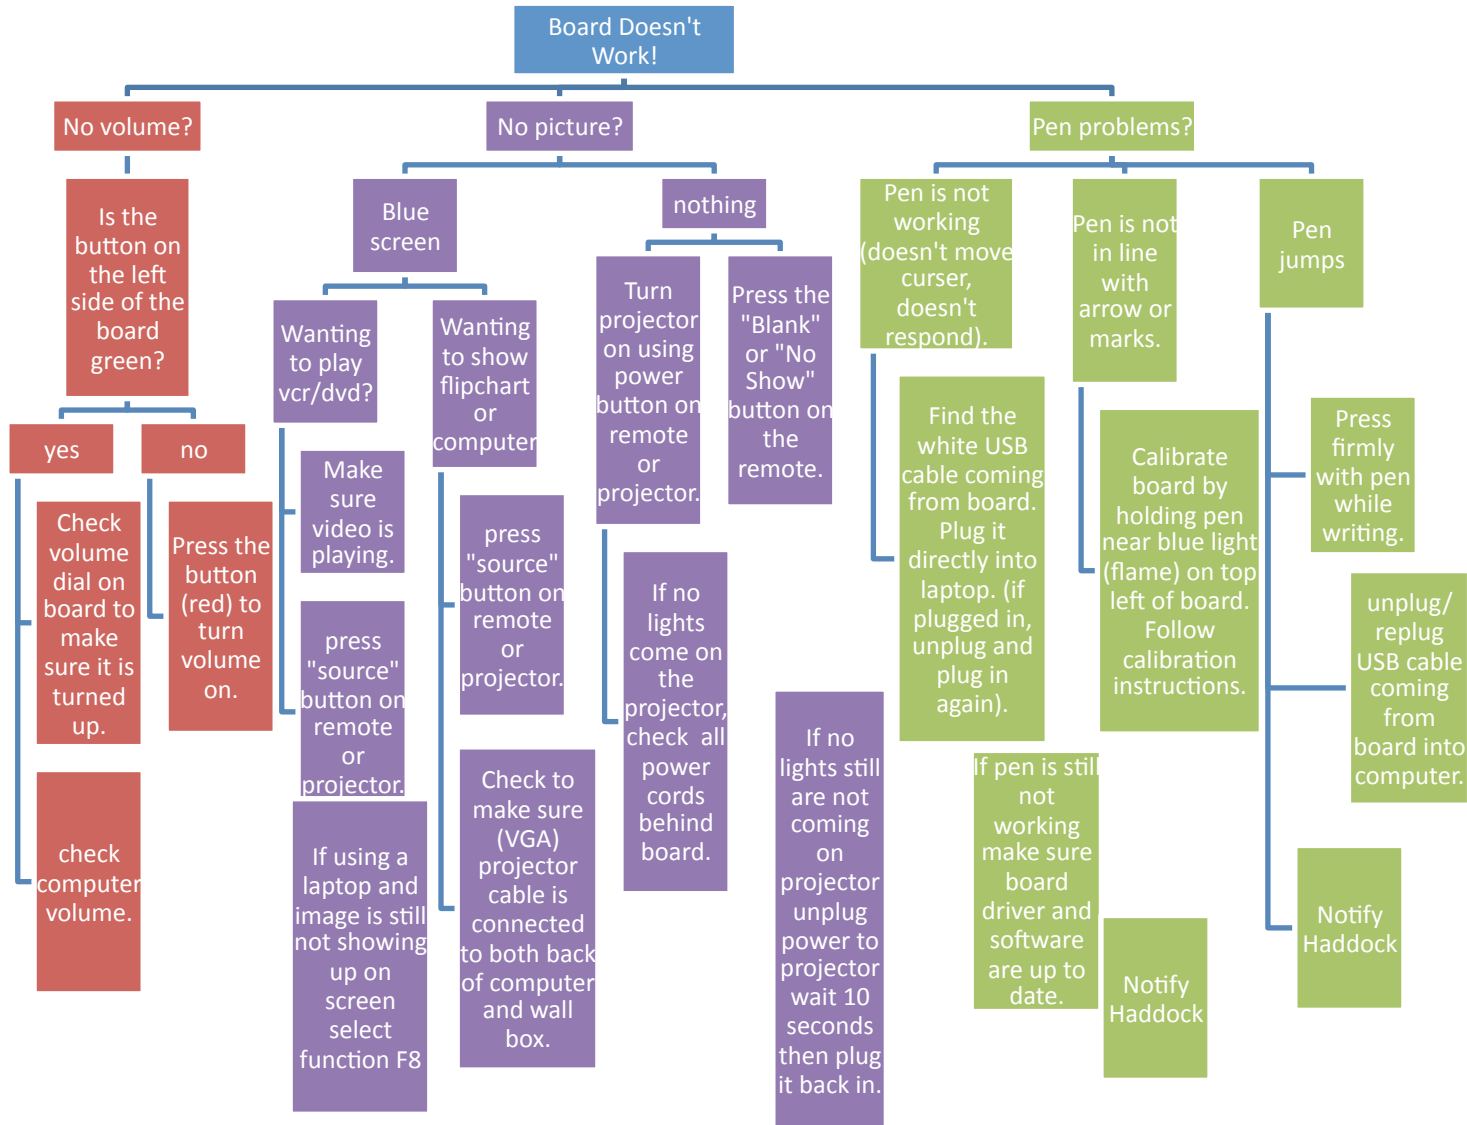 Board Doesn't
Work!
No volume?
Is the
button on
the left
side of the
board
green?
yes
Check
volume
dial on
board to
make
sure it is
turned
up.
check
computer
volume.
no
Press the
button
(red) to
turn
volume
on.
No picture?
Blue
screen
Wanting
to play
vcr/dvd?
Make
sure
video is
playing.
press
"source"
button on
remote
or
projector.
If using a
laptop and
image is still
not showing
up on
screen
select
function F8
Wanting
to show
flipchart
or
computer
press
"source"
button on
remote
or
projector.
Check to
make sure
(VGA)
projector
cable is
connected
to both back
of computer
and wall
box.
nothing
Turn
projector
on using
power
button on
remote
or
projector.
If no
lights
come on
the
projector,
check all
power
cords
behind
board.
If no
lights still
are not
coming
on
projector
unplug
power to
projector
wait 10
seconds
then plug
it back in.
Press the
"Blank"
or "No
Show"
button on
the
remote.
Pen problems?
Pen is not
working
(doesn't move
curser,
doesn't
respond).
Find the
white USB
cable coming
from board.
Plug it
directly into
laptop. (if
plugged in,
unplug and
plug in
again).
If pen is still
not
working
make sure
board
driver and
software
are up to
date.
Notify
Haddock
Pen is not
in line
with
arrow or
marks.
Calibrate
board by
holding pen
near blue light
(flame) on top
left of board.
Follow
calibration
instructions.
Pen
jumps
Press
firmly
with pen
while
writing.
unplug/
replug
USB cable
coming
from
board into
computer.
Notify
Haddock